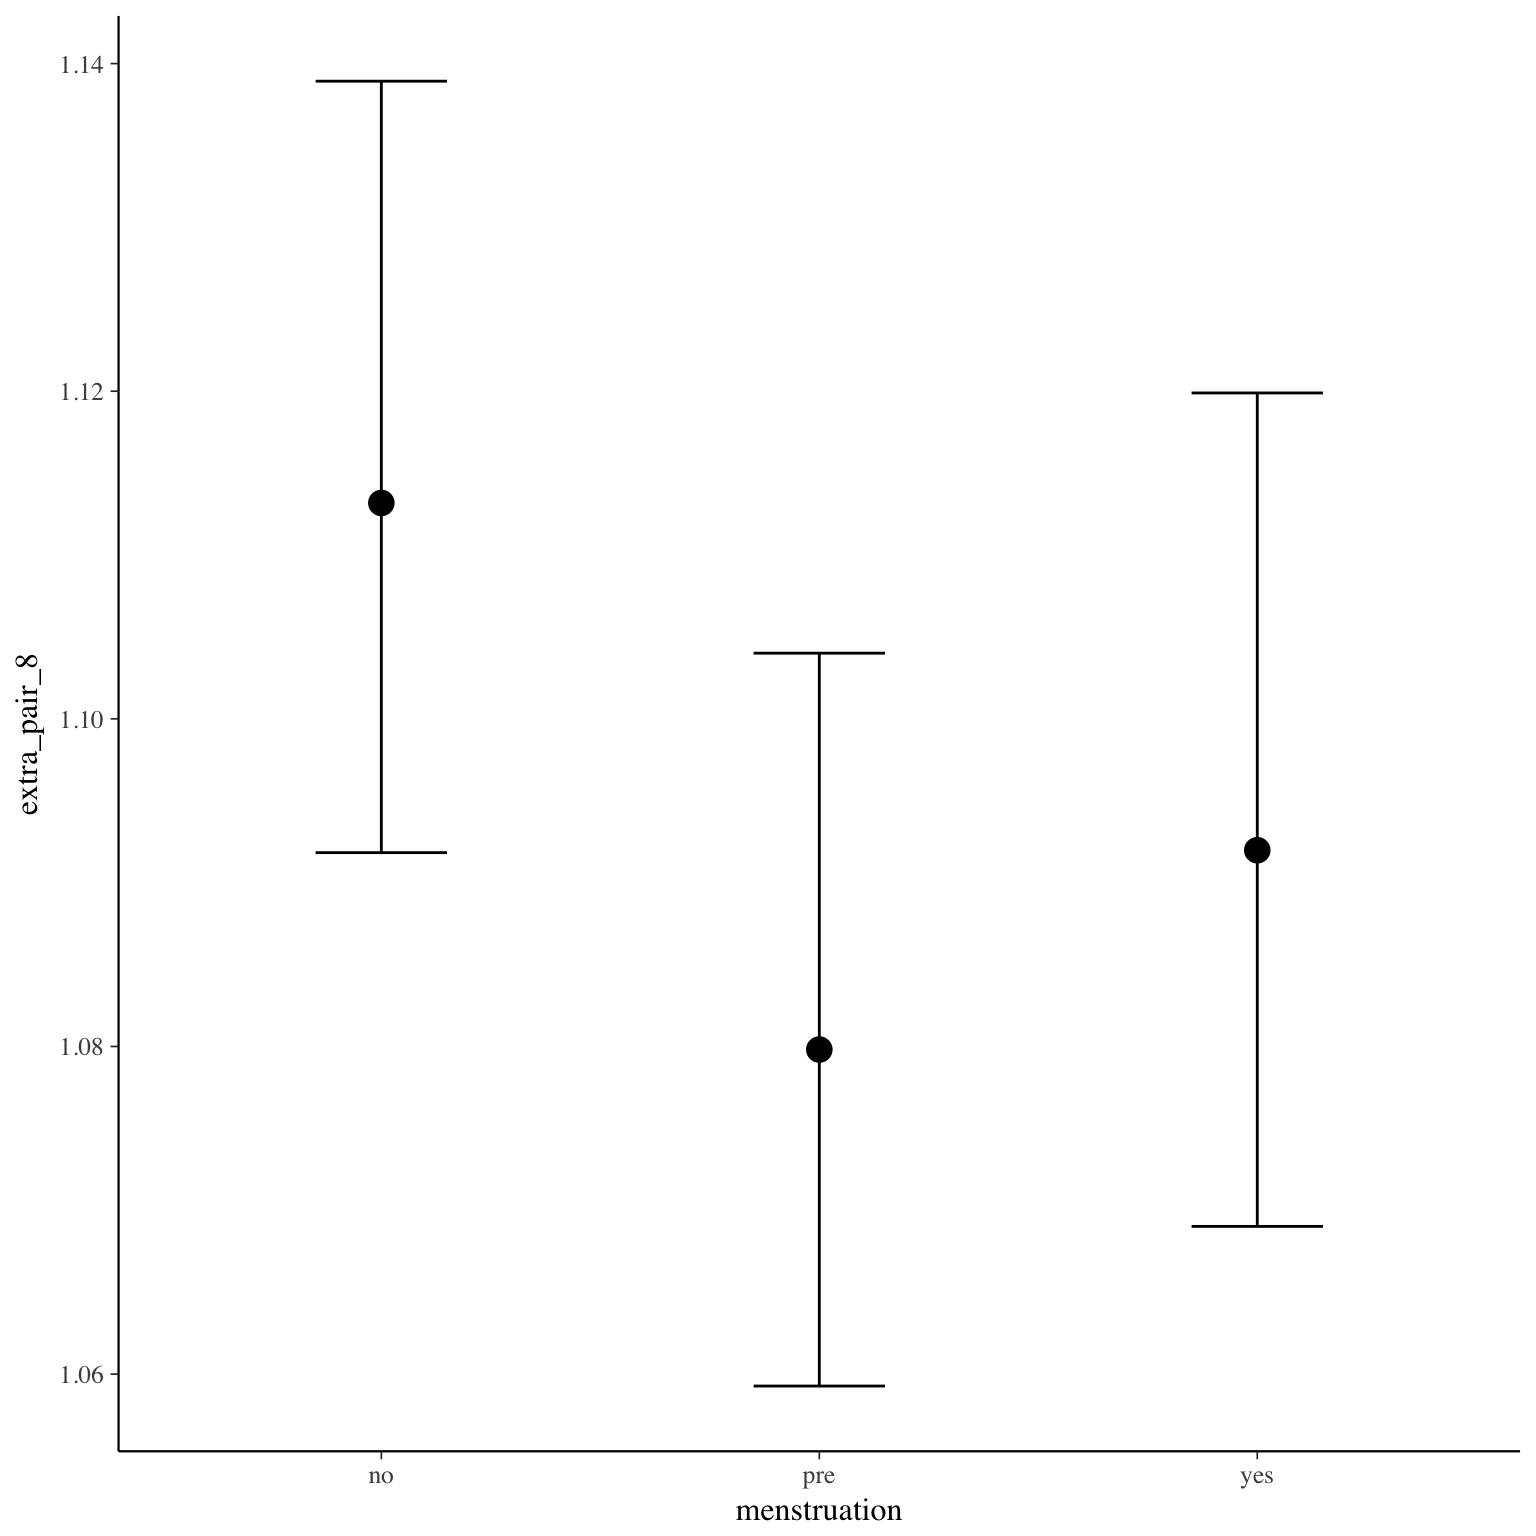 1.14
1.12
1.10
1.08
1.06
extra_pair_8
no
pre
yes
menstruation